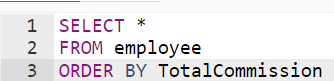 1 SELECT *
2 FROM employee
3 ORDER BY TotalCommission